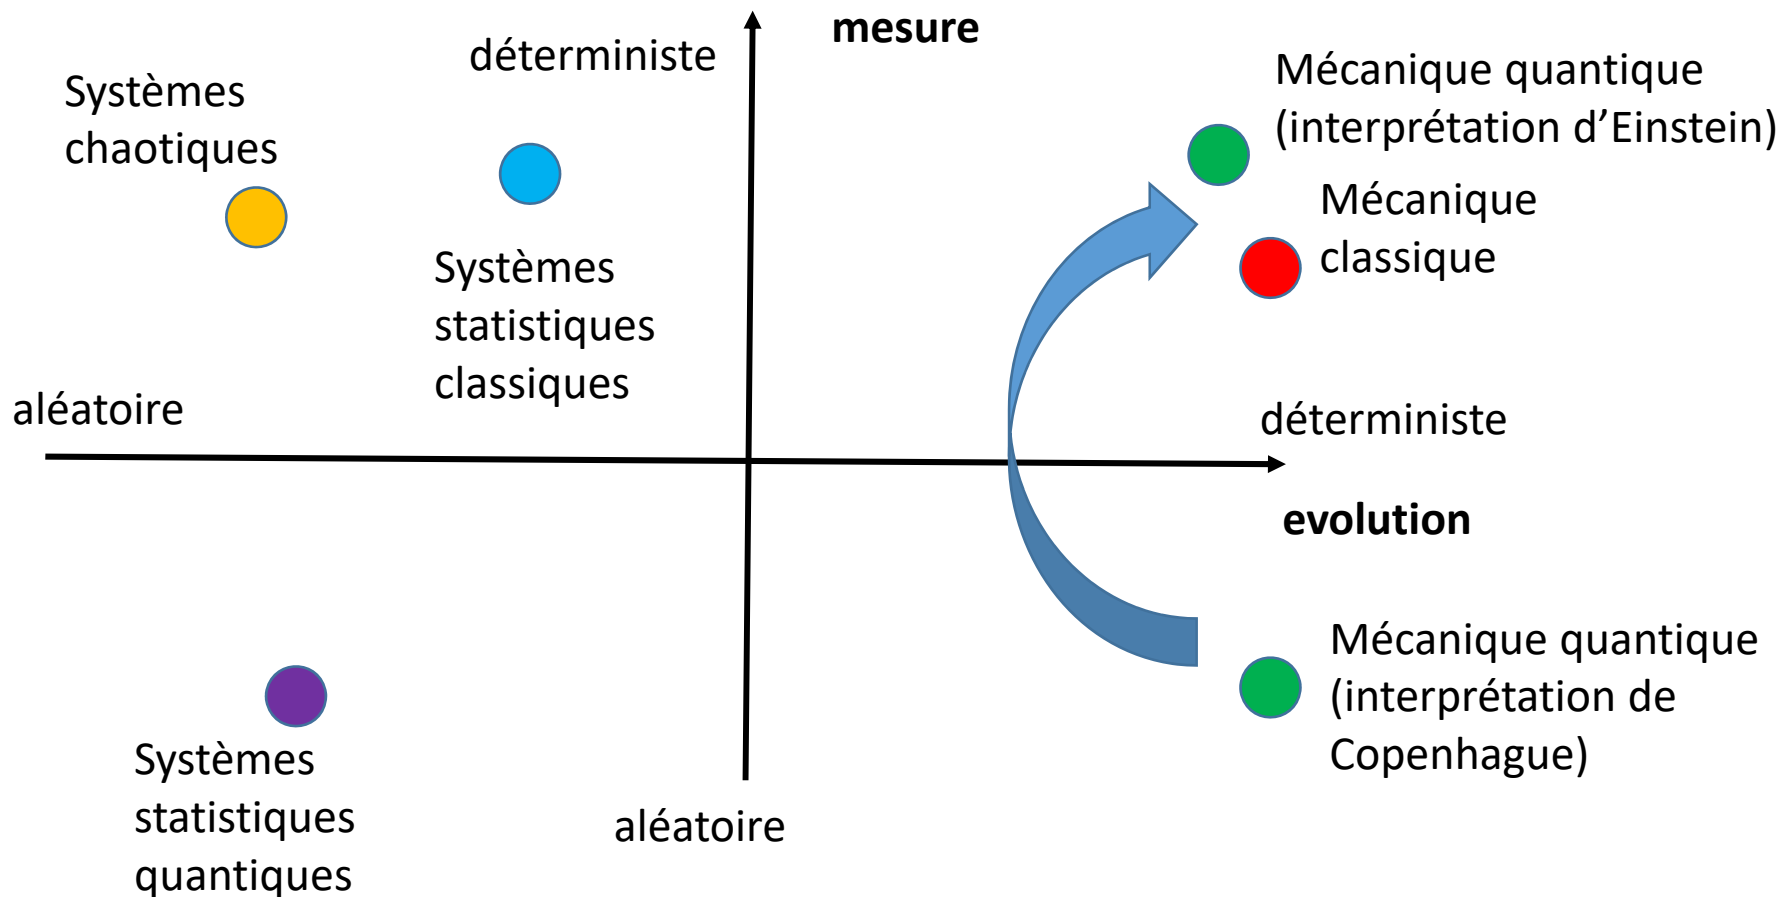 mesure
déterministe
Systèmes
chaotiques
Mécanique quantique
(interprétation d’Einstein)
Mécanique
classique
Systèmes
statistiques
classiques
aléatoire
déterministe
evolution
Mécanique quantique
(interprétation de
Copenhague)
Systèmes
statistiques
quantiques
aléatoire